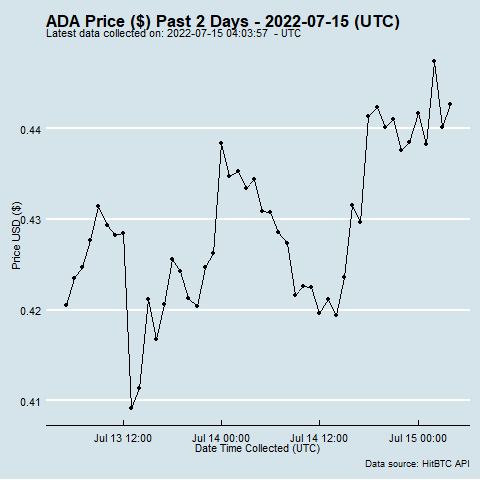 ADA Price ($) Past 2 Days - 2022-07-15 (UTC)
Latest data collected on: 2022-07-15 04:03:57 - UTC
Price USD ($)
0.44
0.43
0.42
0.41
Jul 13 12:00 Jul 14 00:00 Jul 14 12:00 Jul 15 00:00
Date Time Collected (UTC)
Data source: HitBTC API